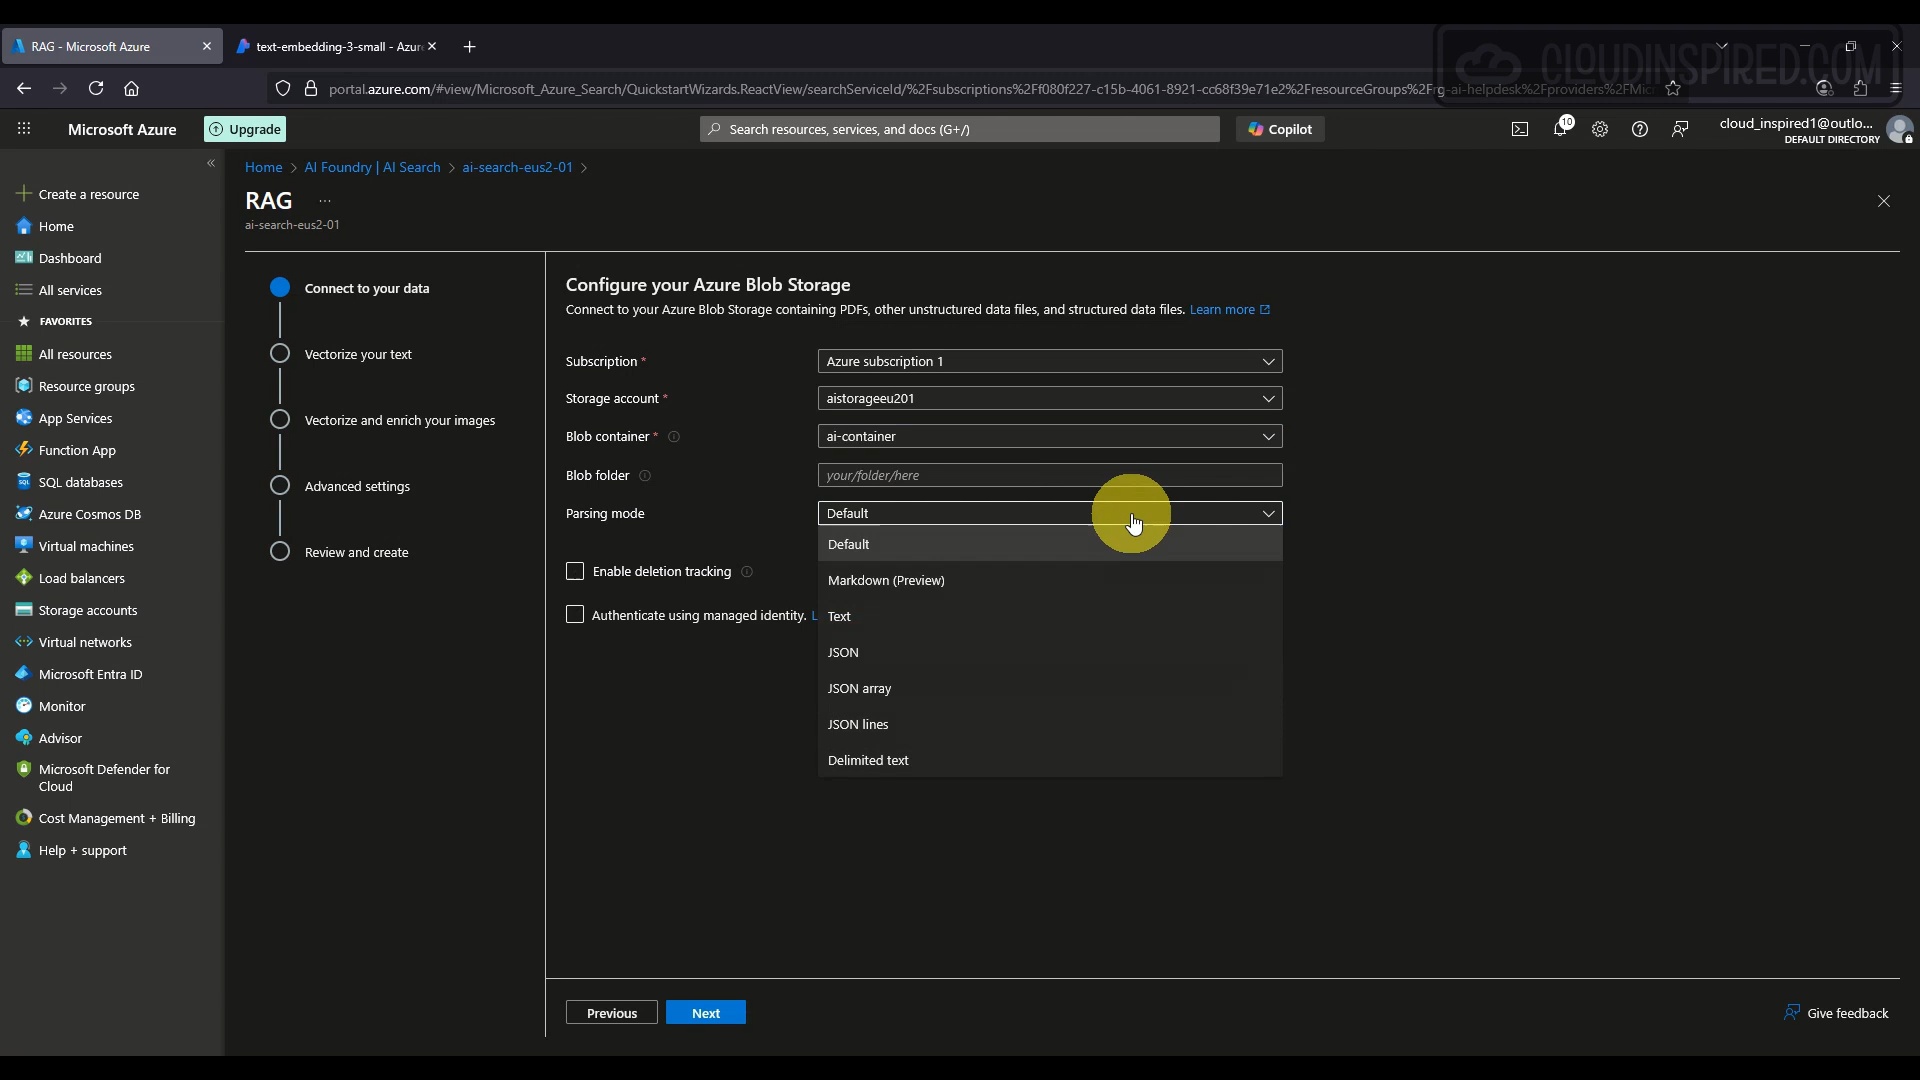 RAG - Microsoft Azure
text-embedding-3-small - Azur
CLOUDINSPIRED.COM
portal.azure.com/#view/Microsoft_Azure_Search/QuickstartWizards.ReactView/searchServiceId/%2Fsubscriptions%2Ff080f227-c15b-4061-8921-cc68f39e71e2%2FresourceGroups%2Frg-ai-helpdesk%2Fproviders%2FMic
Microsoft Azure
Upgrade
Search resources, services, and docs (G+/)
Copilot
10
cloud_inspired1@outlo...
DEFAULT DIRECTORY
Home > AI Foundry | AI Search > ai-search-eus2-01 >
RAG ...
ai-search-eus2-01
Create a resource
Home
Dashboard
All services
FAVORITES
All resources
Resource groups
App Services
Function App
SQL databases
Azure Cosmos DB
Virtual machines
Load balancers
Storage accounts
Virtual networks
Microsoft Entra ID
Monitor
Advisor
Microsoft Defender for
Cloud
Cost Management + Billing
Help + support
Connect to your data
Vectorize your text
Vectorize and enrich your images
Advanced settings
Review and create
Configure your Azure Blob Storage
Connect to your Azure Blob Storage containing PDFs, other unstructured data files, and structured data files. Learn more
Subscription *
Azure subscription 1
Storage account *
aistorageeu201
Blob container *
ai-container
Blob folder
your/folder/here
Parsing mode
Default
Default
Markdown (Preview)
Text
JSON
JSON array
JSON lines
Delimited text
Enable deletion tracking
Authenticate using managed identity. L
Previous
Next
Give feedback